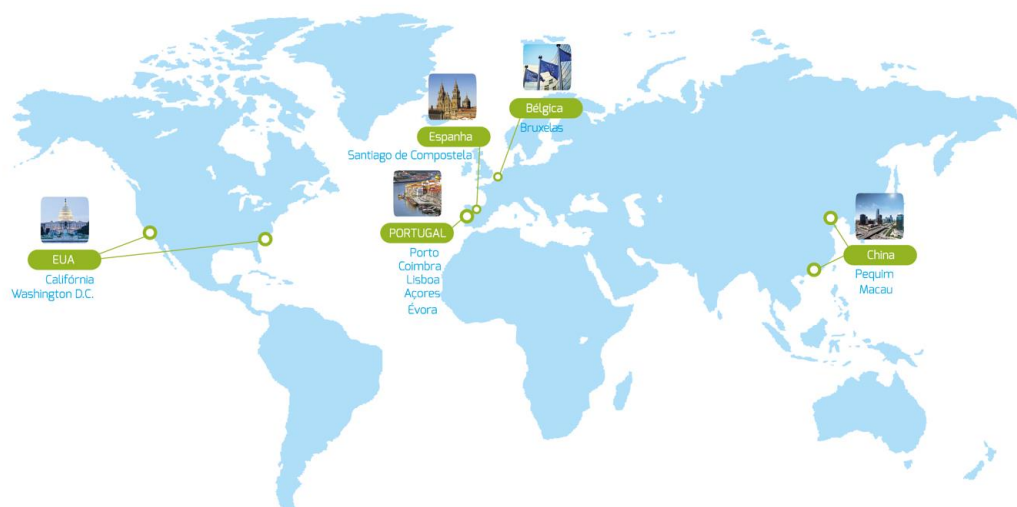 Bélgica
Bruxelas
Espanha
Santiago de Compostela
PORTUGAL
Porto
Coimbra
Lisboa
Açores
Évora
EUA
Califórnia
Washington D.C.
China
Pequim
Macau